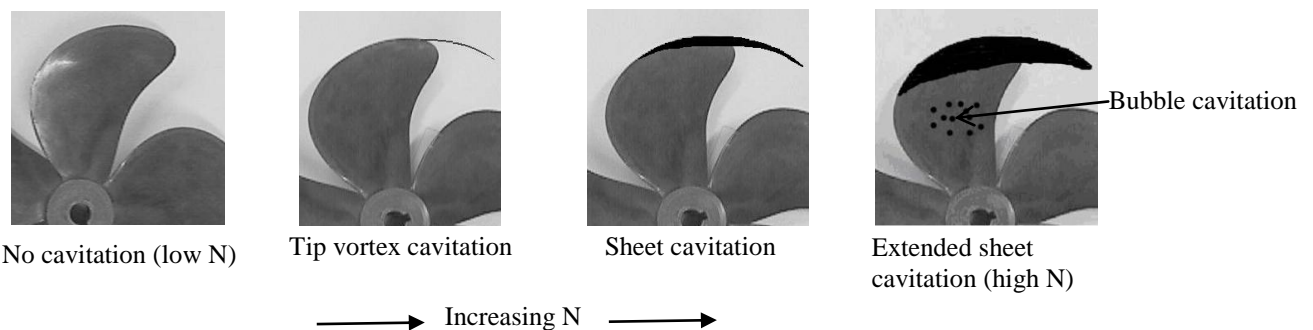 Bubble cavitation
No cavitation (low N)
Tip vortex cavitation
Sheet cavitation
Extended sheet
cavitation (high N)
Increasing N